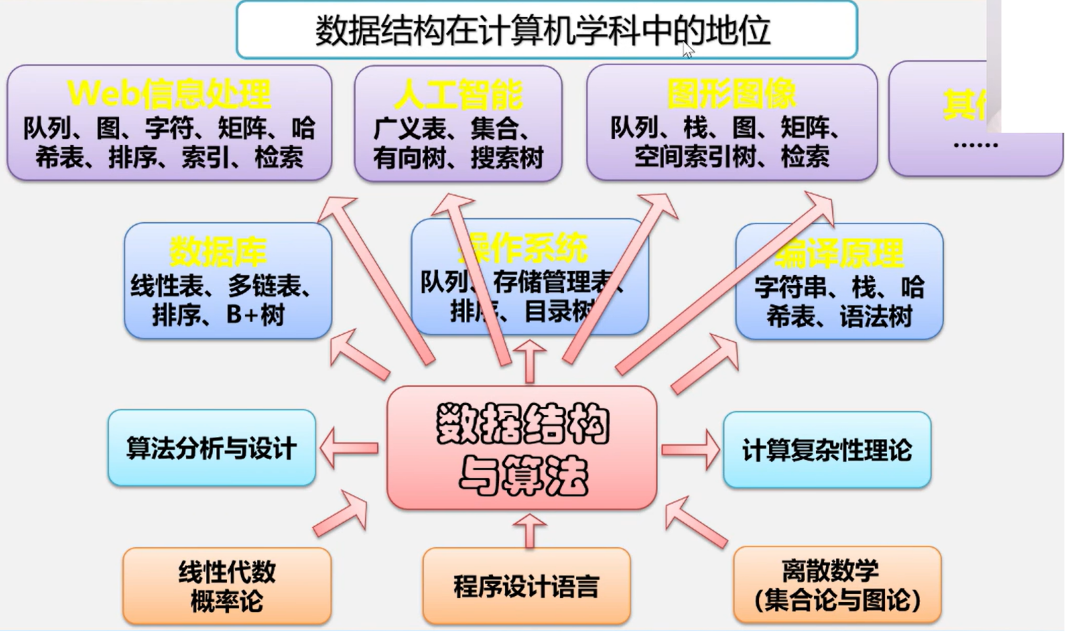 数据结构在计算机学科中的地位
Web信息处理
队列、图、字符、矩阵、哈
希表、排序、索引、检索
人工智能
广义表、集合、
有向树、搜索树
图形图像
队列、栈、图、矩阵、
空间索引树、检索
其
......
数据库
线性表、多链表、
排序、B+树
操作系统
队列、存储管理表、
排序、目录树
编译原理
字符串、栈、哈
希表、语法树
算法分析与设计
数据结构
与算法
计算复杂性理论
线性代数
概率论
程序设计语言
离散数学
（集合论与图论）